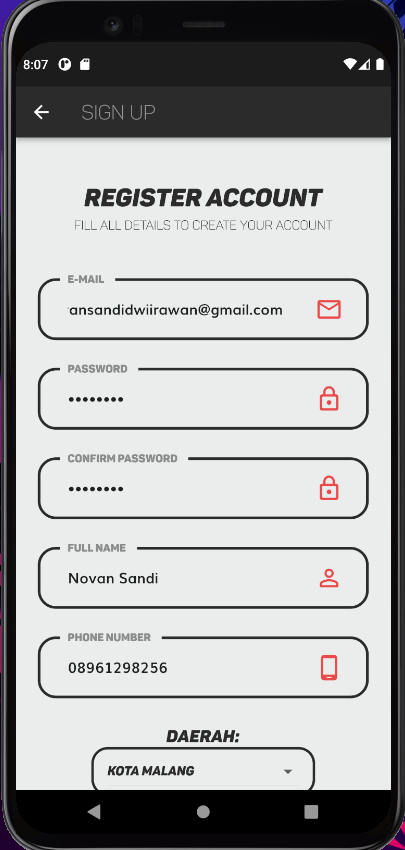 8:07
SIGN UP
REGISTER ACCOUNT
FILL ALL DETAILS TO CREATE YOUR ACCOUNT
E-MAIL
ansandidwiirawan@gmail.com
PASSWORD
••••••••
CONFIRM PASSWORD
••••••••
FULL NAME
Novan Sandi
PHONE NUMBER
08961298256
DAERAH:
KOTA MALANG